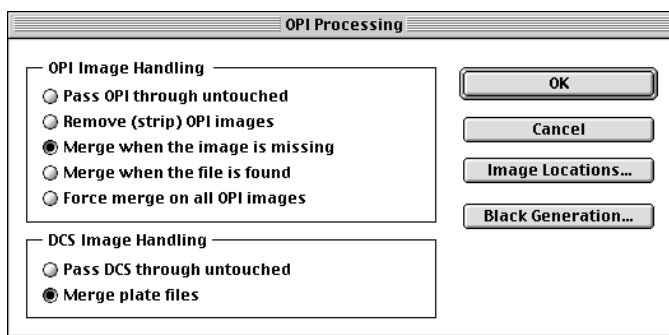 OPI Processing
OPI Image Handling
Pass OPI through untouched
Remove (strip) OPI images
Merge when the image is missing
Merge when the file is found
Force merge on all OPI images
DCS Image Handling
Pass DCS through untouched
Merge plate files
OK
Cancel
Image Locations...
Black Generation...